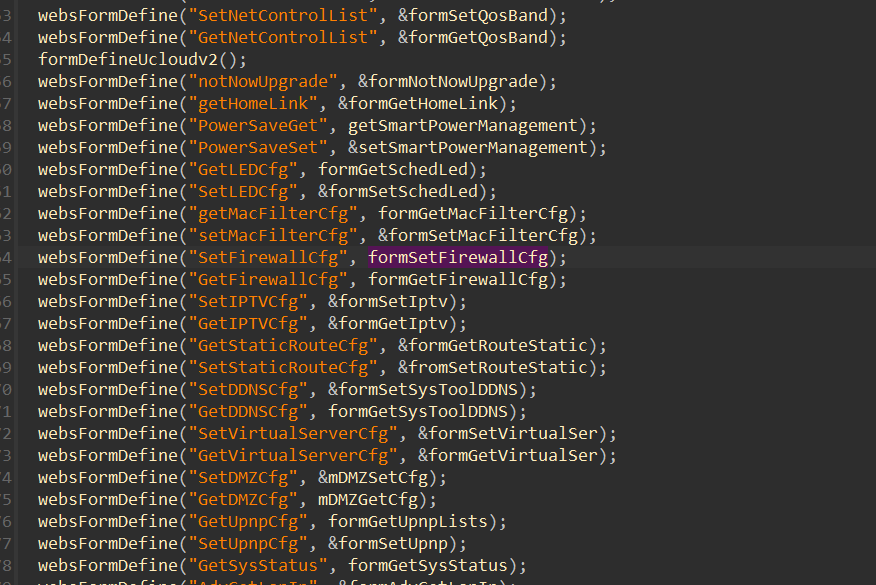 3 websFormDefine("SetNetControlList", &formSetQosBand);
4 websFormDefine("GetNetControlList", &formGetQosBand);
5 formDefineUcloudv2();
6 websFormDefine("notNowUpgrade", &formNotNowUpgrade);
7 websFormDefine("getHomeLink", &formGetHomeLink);
8 websFormDefine("PowerSaveGet", getSmartPowerManagement);
9 websFormDefine("PowerSaveSet", &setSmartPowerManagement);
0 websFormDefine("GetLEDCfg", formGetSchedLed);
1 websFormDefine("SetLEDCfg", &formSetSchedLed);
2 websFormDefine("getMacFilterCfg", formGetMacFilterCfg);
3 websFormDefine("setMacFilterCfg", &formSetMacFilterCfg);
4 websFormDefine("SetFirewallCfg", formSetFirewallCfg);
5 websFormDefine("GetFirewallCfg", formGetFirewallCfg);
6 websFormDefine("SetIPTVCfg", &formSetIptv);
7 websFormDefine("GetIPTVCfg", &formGetIptv);
8 websFormDefine("GetStaticRouteCfg", &formGetRouteStatic);
9 websFormDefine("SetStaticRouteCfg", &fromSetRouteStatic);
0 websFormDefine("SetDDNSCfg", &formSetSysToolDDNS);
1 websFormDefine("GetDDNSCfg", formGetSysToolDDNS);
2 websFormDefine("SetVirtualServerCfg", &formSetVirtualSer);
3 websFormDefine("GetVirtualServerCfg", &formGetVirtualSer);
4 websFormDefine("SetDMZCfg", &mDMZSetCfg);
5 websFormDefine("GetDMZCfg", mDMZGetCfg);
6 websFormDefine("GetUpnpCfg", formGetUpnpLists);
7 websFormDefine("SetUpnpCfg", &formSetUpnp);
8 websFormDefine("GetSysStatus", formGetSysStatus);